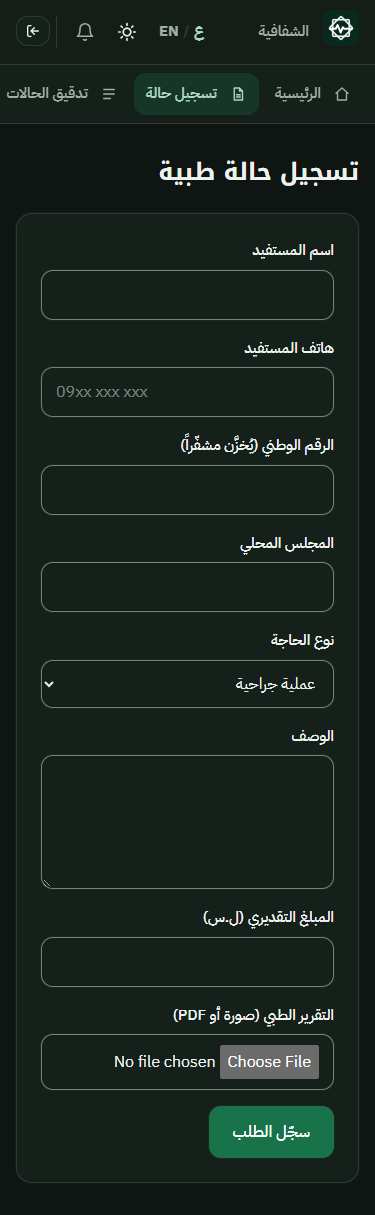 الشفافية
ع / EN
الرئيسية
تسجيل حالة
تدقيق الحالات
تسجيل حالة طبية
اسم المستفيد
هاتف المستفيد
09xx xxx xxx
الرقم الوطني (يُخزَّن مشفّراً)
المجلس المحلي
نوع الحاجة
عملية جراحية
الوصف
المبلغ التقديري (ل.س)
التقرير الطبي (صورة أو PDF)
Choose File No file chosen
سجّل الطلب